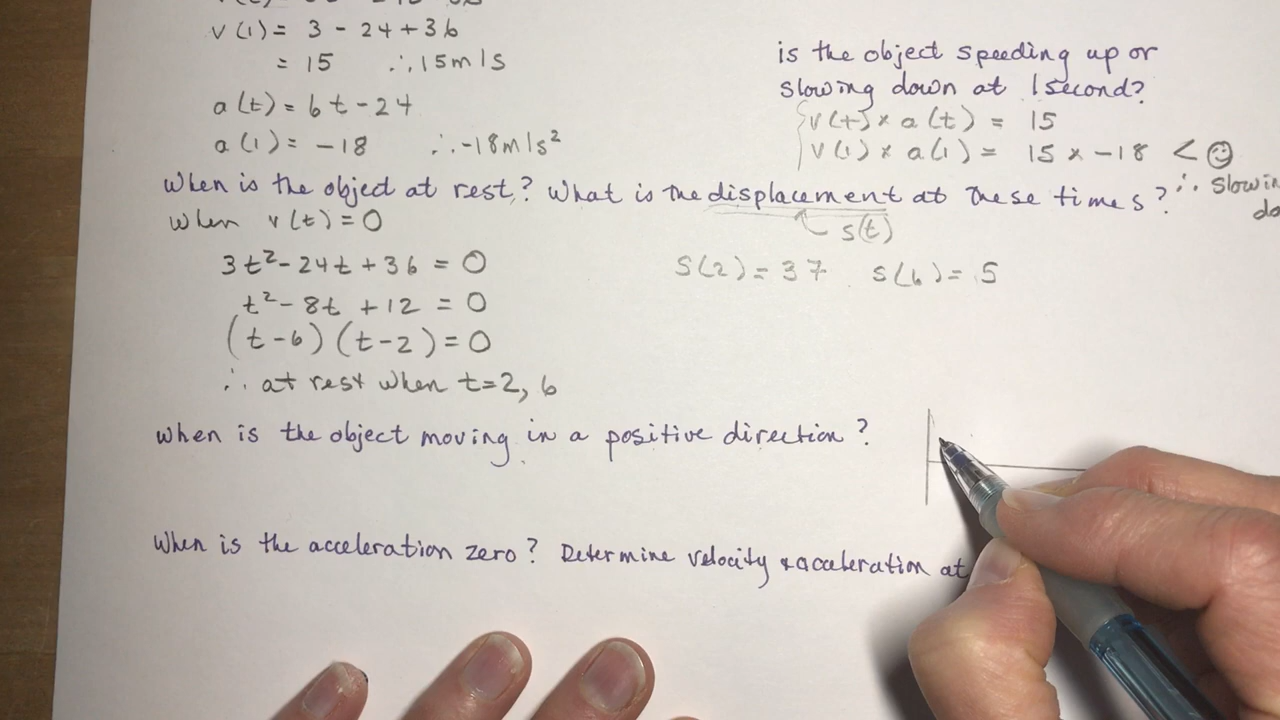 v(1) = 3 - 24 + 36
= 15 ∴ 15m/s
a(t) = 6t - 24
a(1) = -18 ∴ -18m/s²
is the object speeding up or
slowing down at 1 second?
v(t) × a(t) = 15
v(1) × a(1) = 15 × -18 < 0
∴ Slowin
do
When is the object at rest? What is the displacement at these times?
when v(t) = 0
s(t)
3t² - 24t + 36 = 0
t² - 8t + 12 = 0
(t-6)(t-2) = 0
∴ at rest when t=2, 6
s(2) = 37 s(6) = 5
When is the object moving in a positive direction?
When is the acceleration zero? Determine velocity & acceleration at